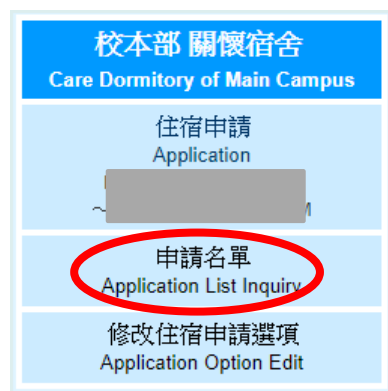 校本部 關懷宿舍
Care Dormitory of Main Campus
住宿申請
Application
～
申請名單
Application List Inquiry
修改住宿申請選項
Application Option Edit